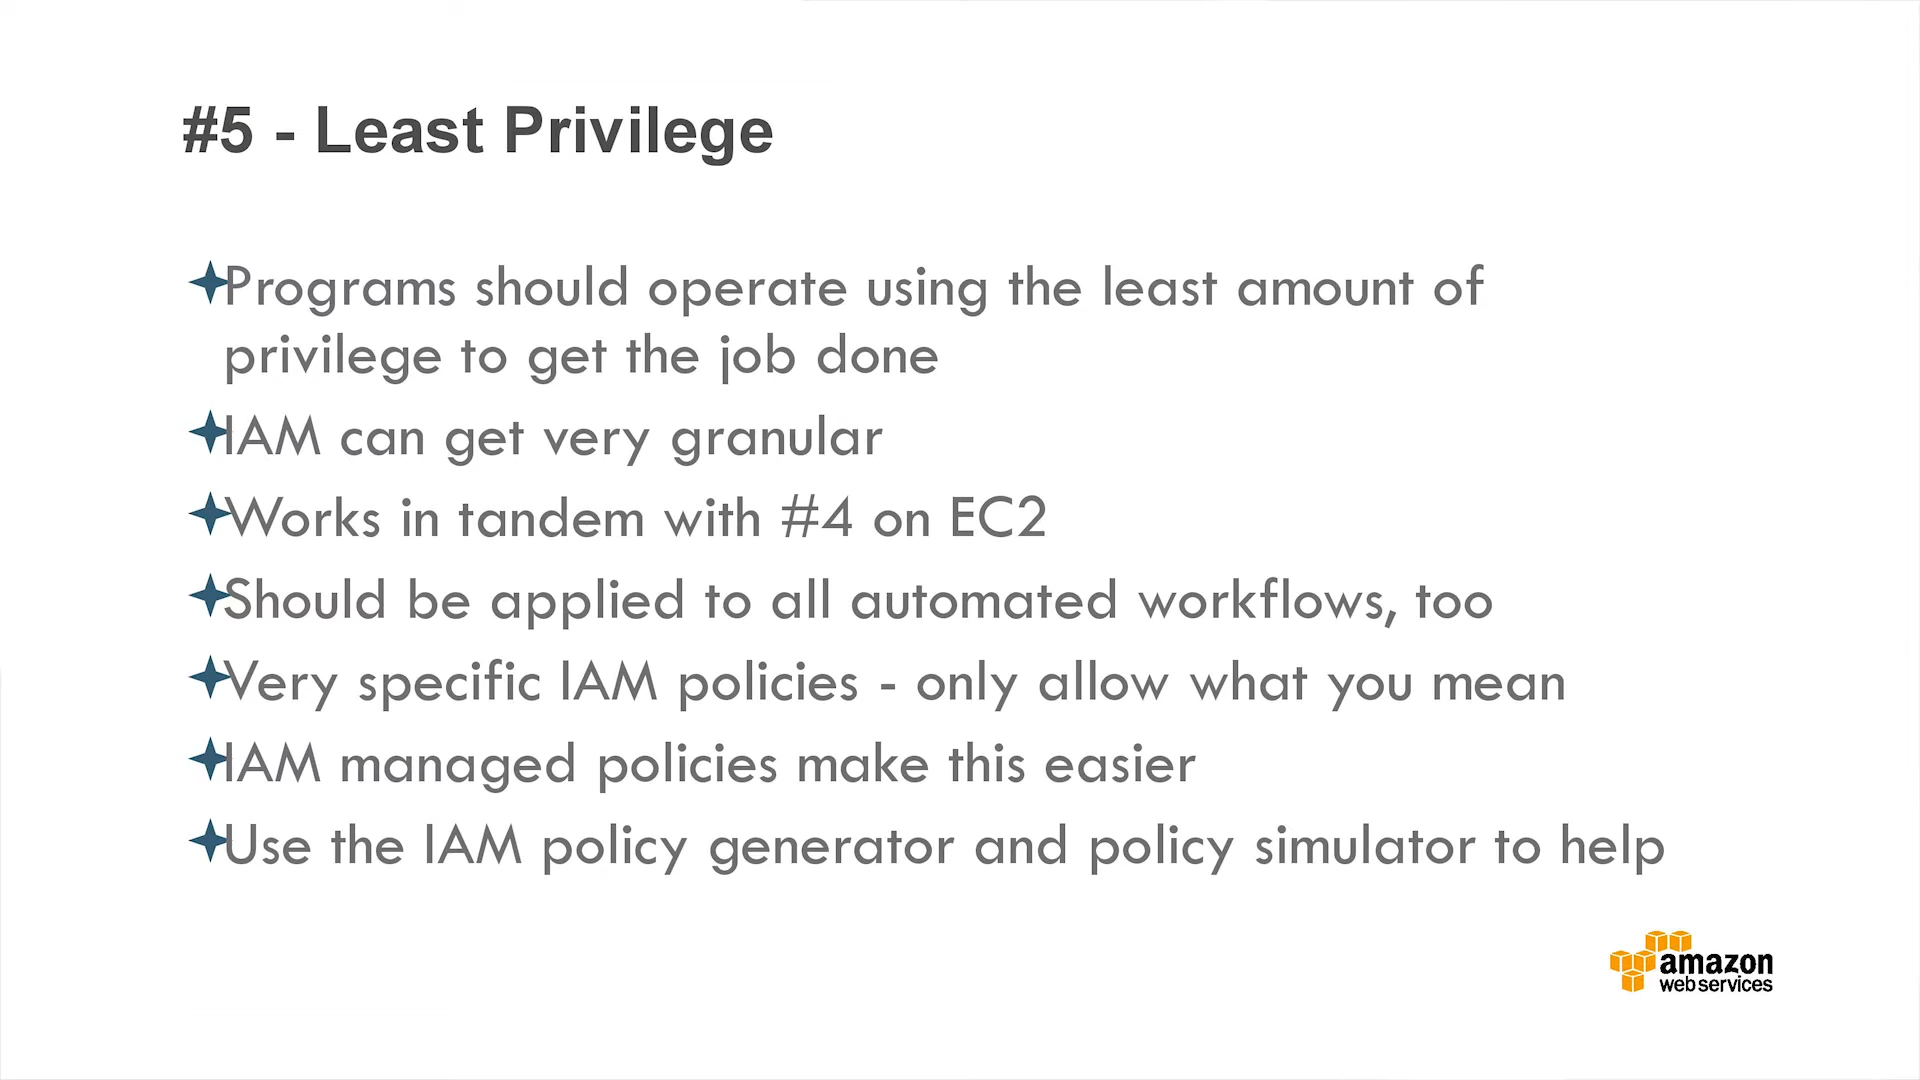 #5 - Least Privilege
Programs should operate using the least amount of
privilege to get the job done
IAM can get very granular
Works in tandem with #4 on EC2
Should be applied to all automated workflows, too
Very specific IAM policies - only allow what you mean
IAM managed policies make this easier
Use the IAM policy generator and policy simulator to help
amazon
web services